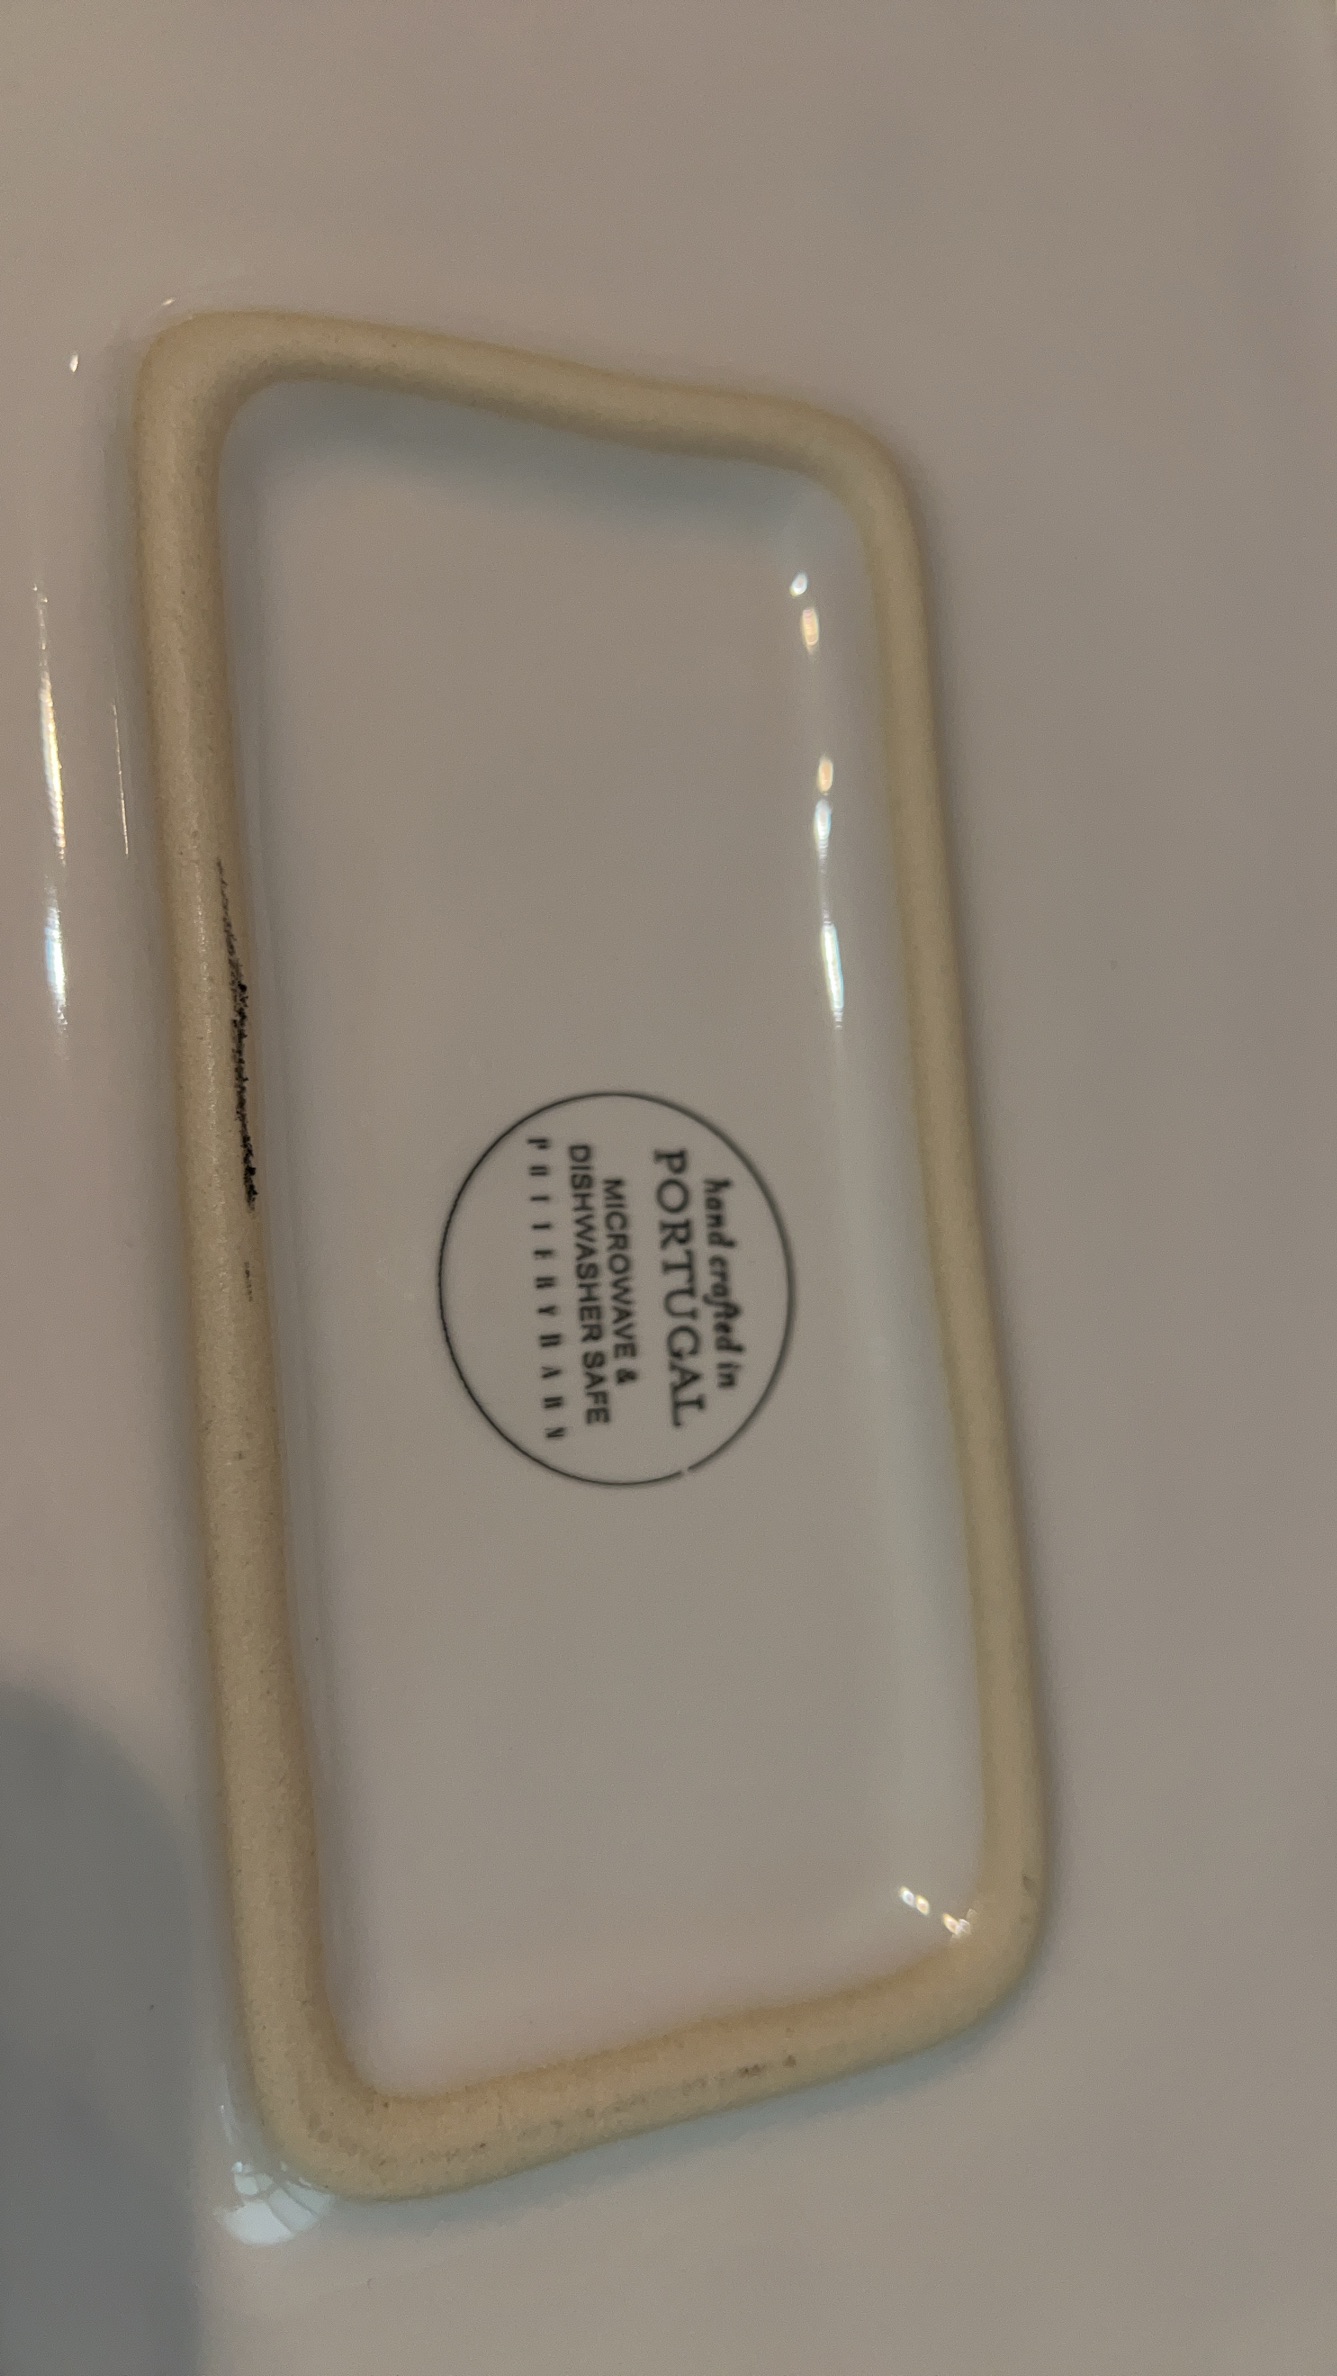 hand crafted in
PORTUGAL
MICROWAVE &
DISHWASHER SAFE
POTTERYBARN